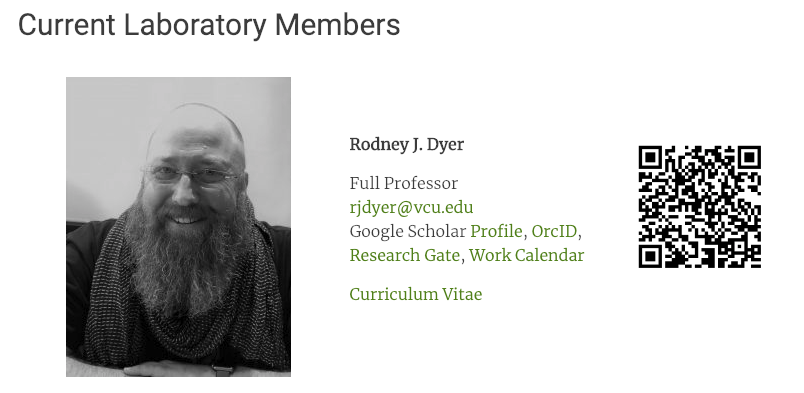 Current Laboratory Members
Rodney J. Dyer
Full Professor
rjdyer@vcu.edu
Google Scholar Profile, OrcID,
Research Gate, Work Calendar
Curriculum Vitae